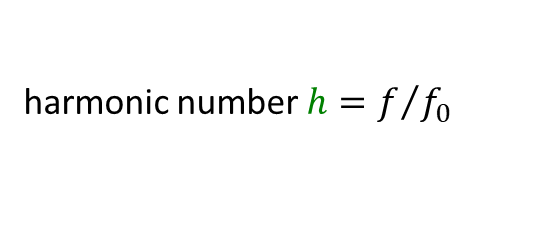 harmonic number h = f/f₀